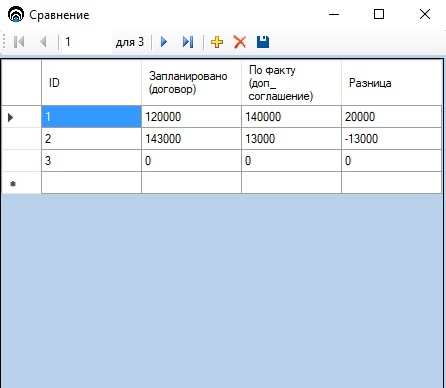 Сравнение
1 для 3
ID Запланировано (договор) По факту (доп_ соглашение) Разница
1 120000 140000 20000
2 143000 13000 -13000
3 0 0 0